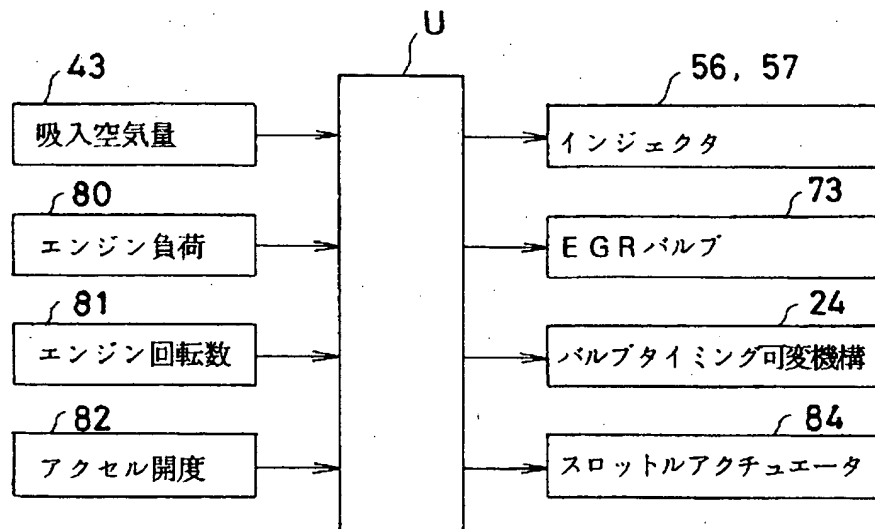 U
43
吸入空気量
80
エンジン負荷
81
エンジン回転数
82
アクセル開度
56, 57
インジェクタ
73
EGRバルブ
24
バルブタイミング可変機構
84
スロットルアクチュエータ